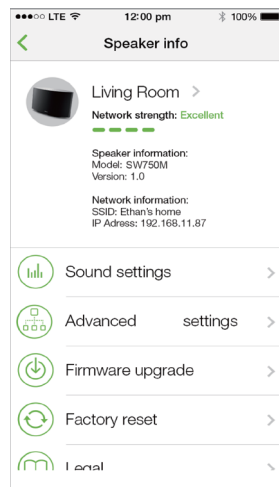 LTE 12:00 pm 100%
Speaker info
Living Room
Network strength: Excellent
Speaker information:
Model: SW750M
Version: 1.0
Network information:
SSID: Ethan's home
IP Adress: 192.168.11.87
Sound settings
Advanced settings
Firmware upgrade
Factory reset
Legal